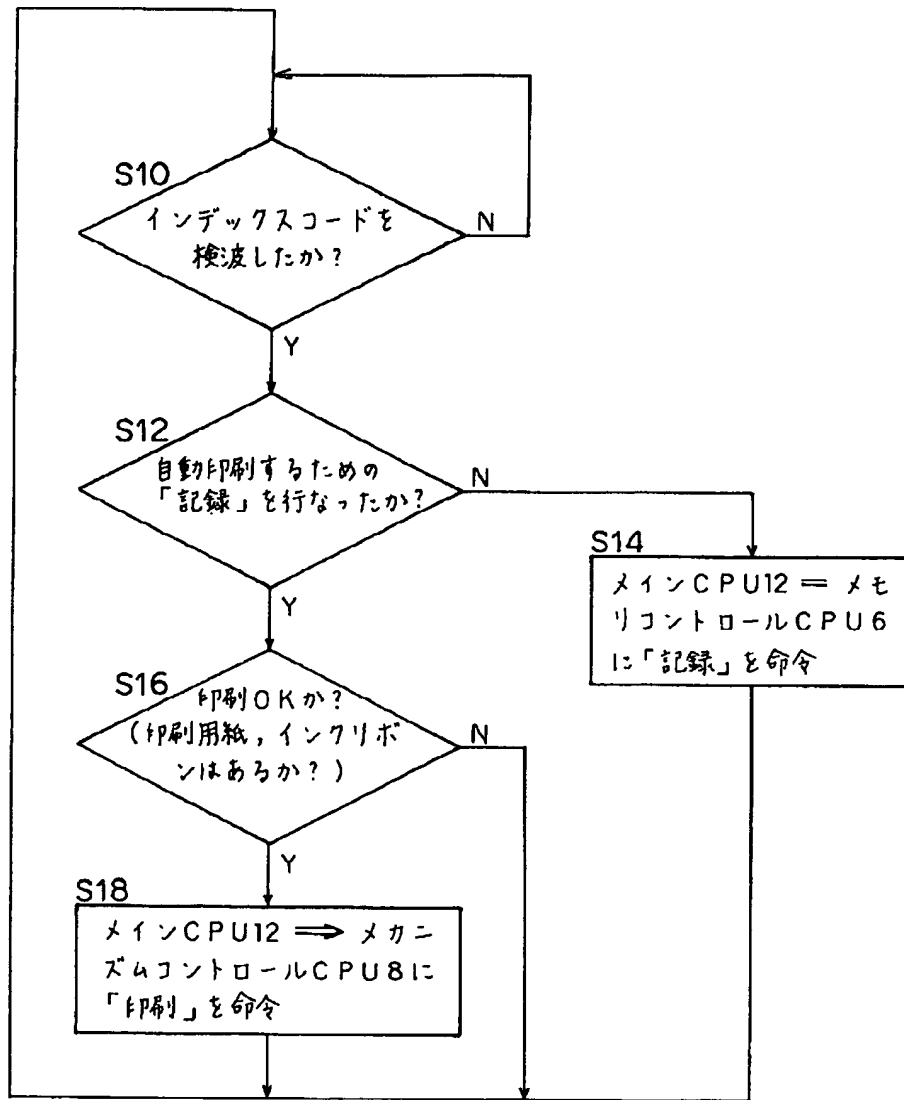 S10
インデックスコードを
検波したか?
N
Y
S12
自動印刷するための
「記録」を行なったか?
N
Y
S14
メインCPU12 = メモ
リコントロールCPU6
に「記録」を命令
S16
印刷OKか?
(印刷用紙,インクリボ
ンはあるか?)
N
Y
S18
メインCPU12 ⟹ メカニ
ズムコントロールCPU8に
「印刷」を命令